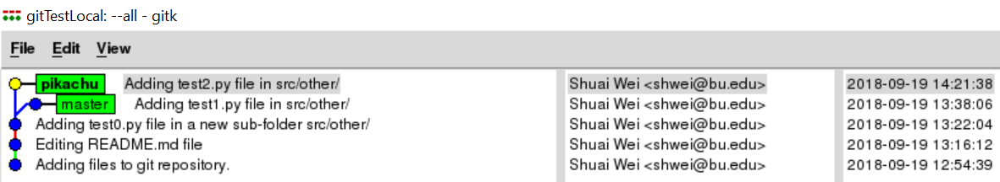 gitTestLocal: --all - gitk
File Edit View
pikachu Adding test2.py file in src/other/ Shuai Wei <shwei@bu.edu> 2018-09-19 14:21:38
master Adding test1.py file in src/other/ Shuai Wei <shwei@bu.edu> 2018-09-19 13:38:06
Adding test0.py file in a new sub-folder src/other/ Shuai Wei <shwei@bu.edu> 2018-09-19 13:22:04
Editing README.md file Shuai Wei <shwei@bu.edu> 2018-09-19 13:16:12
Adding files to git repository. Shuai Wei <shwei@bu.edu> 2018-09-19 12:54:39